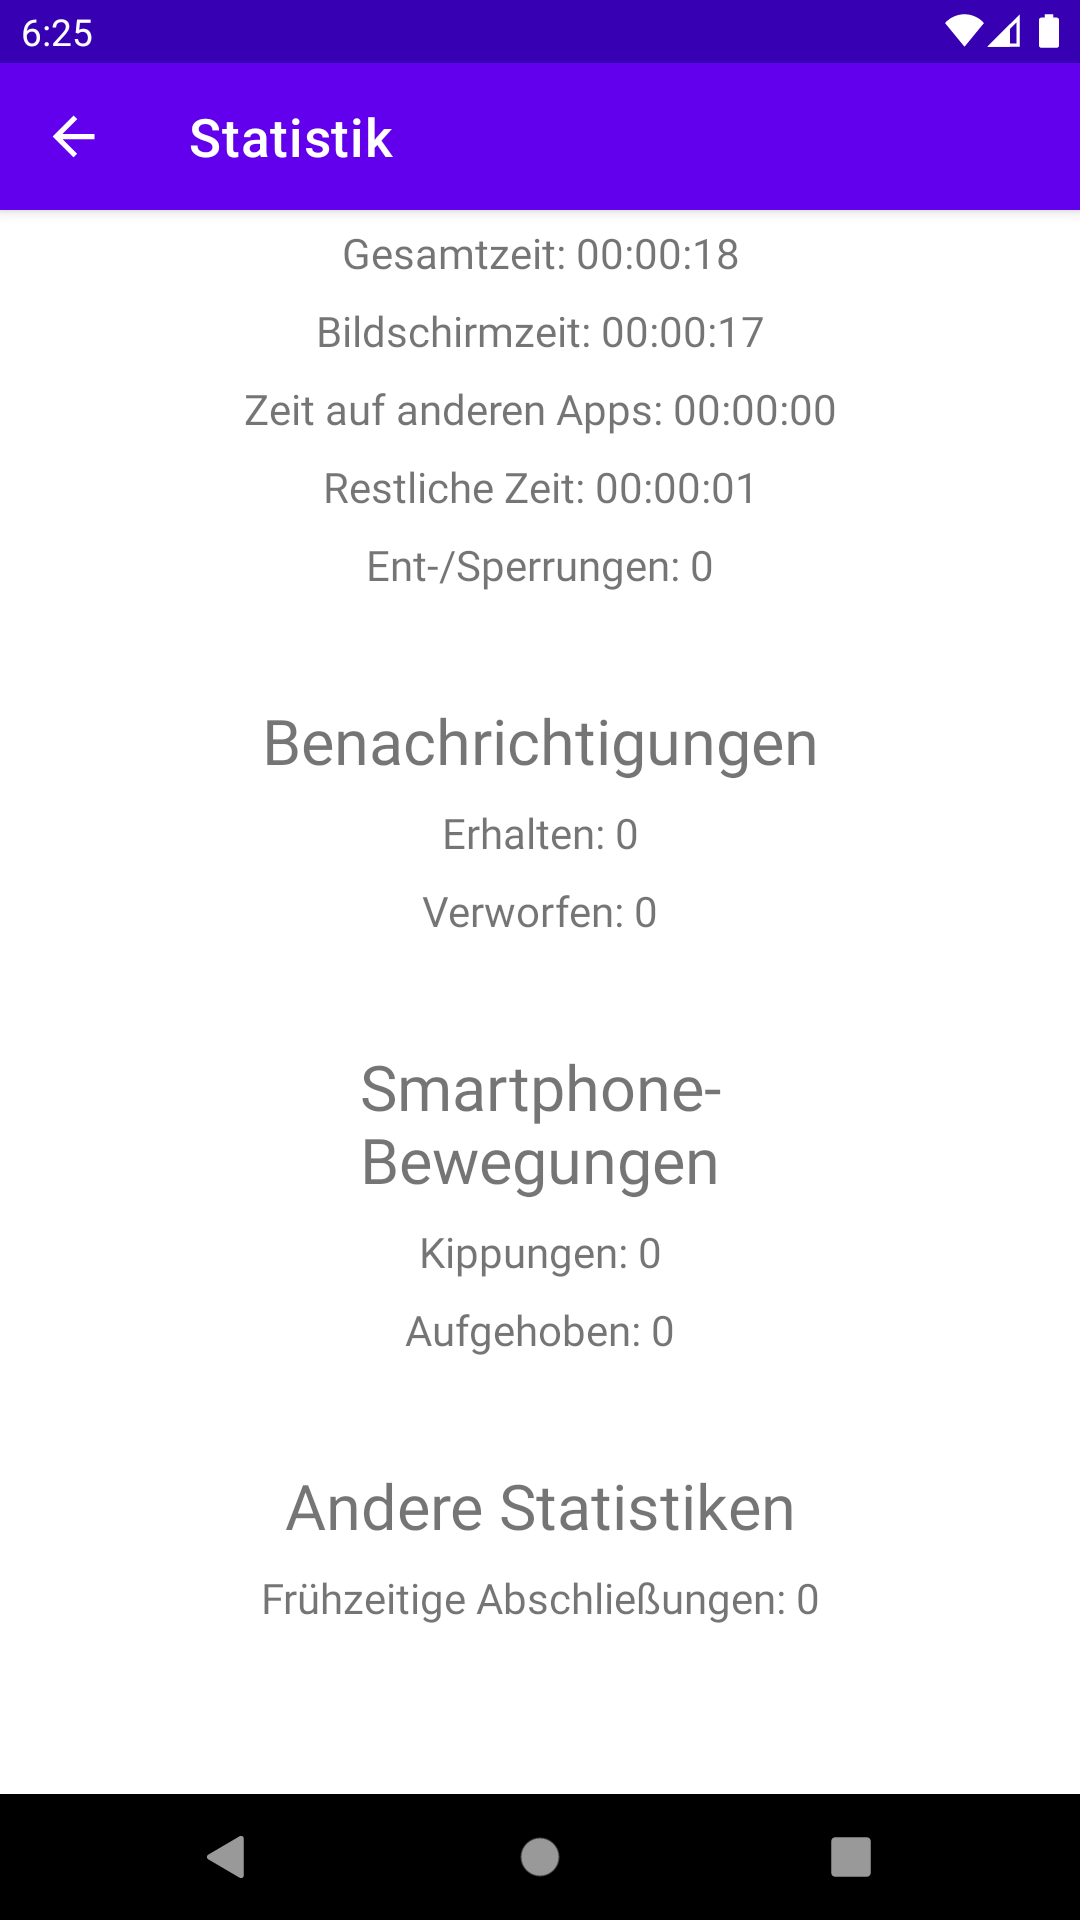 6:25
Statistik
Gesamtzeit: 00:00:18
Bildschirmzeit: 00:00:17
Zeit auf anderen Apps: 00:00:00
Restliche Zeit: 00:00:01
Ent-/Sperrungen: 0
Benachrichtigungen
Erhalten: 0
Verworfen: 0
Smartphone-
Bewegungen
Kippungen: 0
Aufgehoben: 0
Andere Statistiken
Frühzeitige Abschließungen: 0